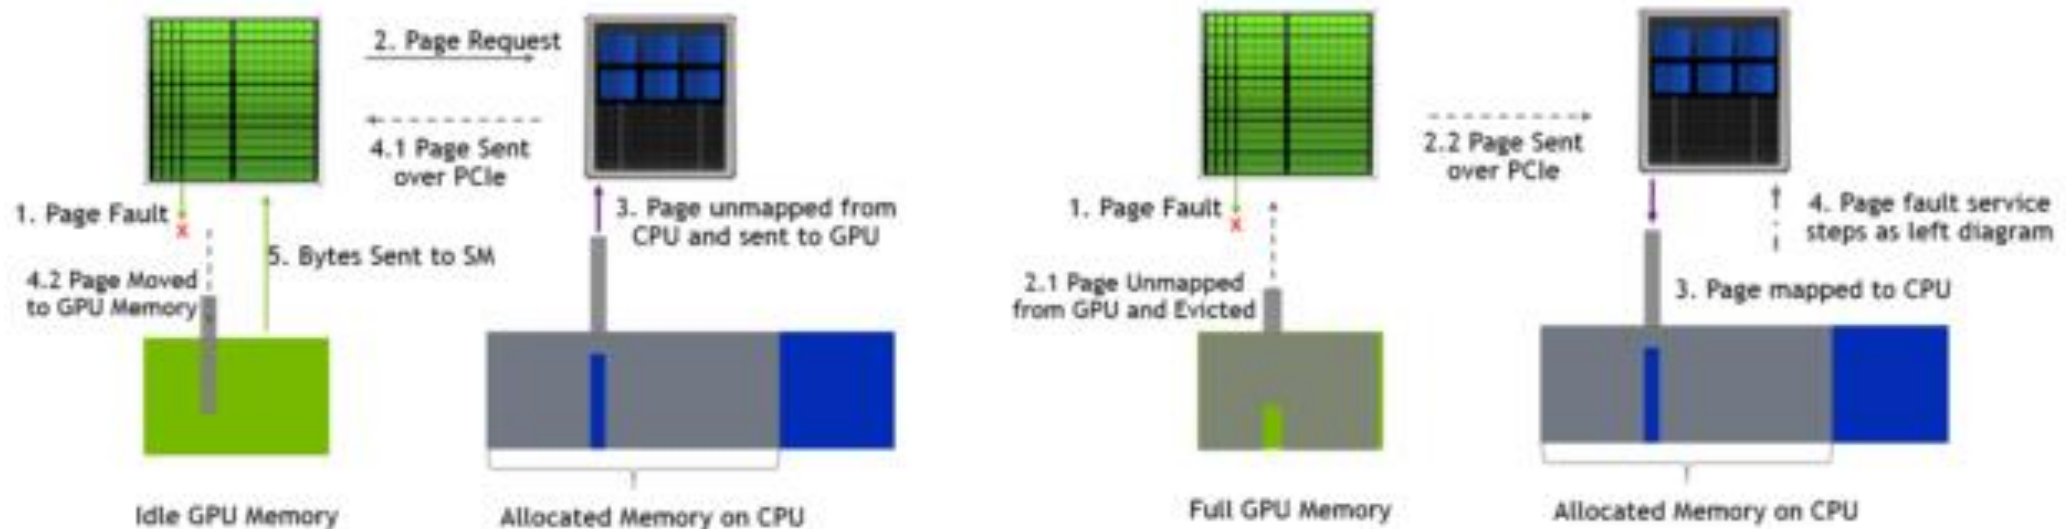 2. Page Request
4.1 Page Sent
over PCIe
1. Page Fault
x
3. Page unmapped from
CPU and sent to GPU
5. Bytes Sent to SM
4.2 Page Moved
to GPU Memory
Idle GPU Memory
Allocated Memory on CPU
2.2 Page Sent
over PCIe
1. Page Fault
x
4. Page fault service
steps as left diagram
2.1 Page Unmapped
from GPU and Evicted
3. Page mapped to CPU
Full GPU Memory
Allocated Memory on CPU